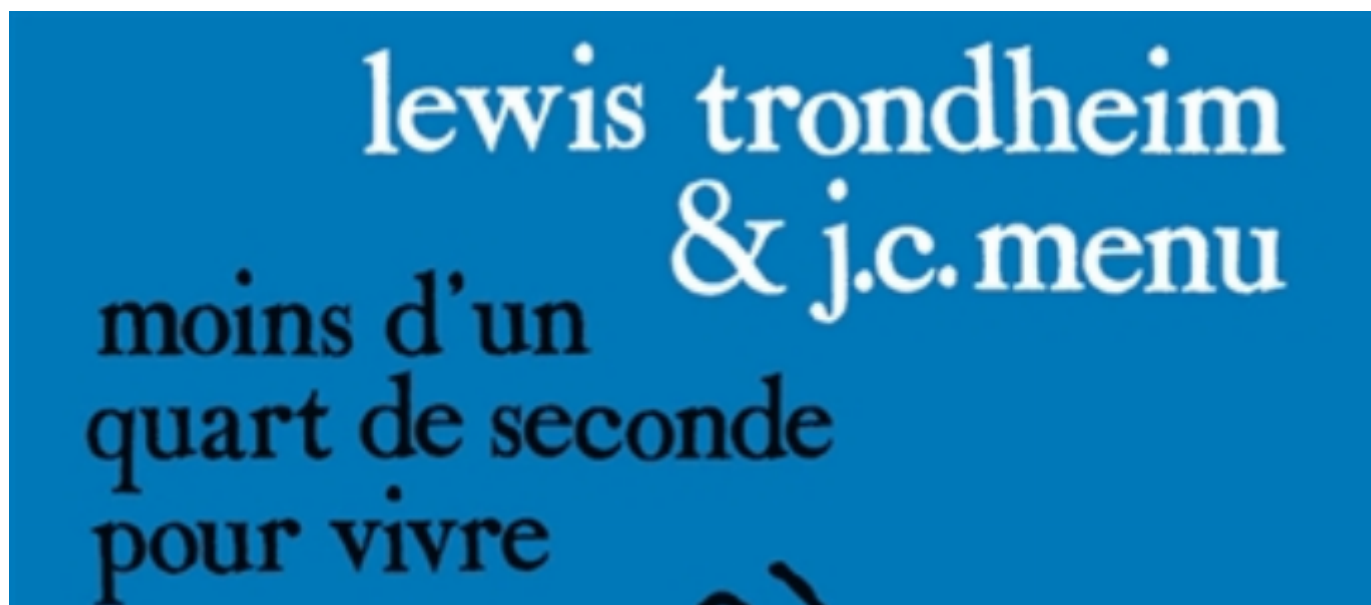 lewis trondheim
& j.c. menu
moins d'un
quart de seconde
pour vivre